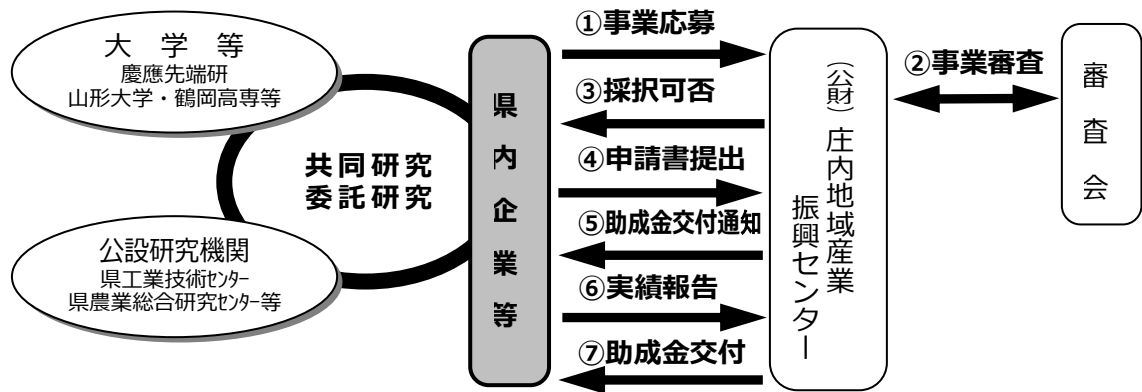 大 学 等
慶應先端研
山形大学・鶴岡高専等
共同研究
委託研究
公設研究機関
県工業技術ｾﾝﾀｰ
県農業総合研究ｾﾝﾀｰ等
県内企業等
①事業応募
③採択可否
④申請書提出
⑤助成金交付通知
⑥実績報告
⑦助成金交付
（公財）庄内地域産業
振興センター
②事業審査
審査会